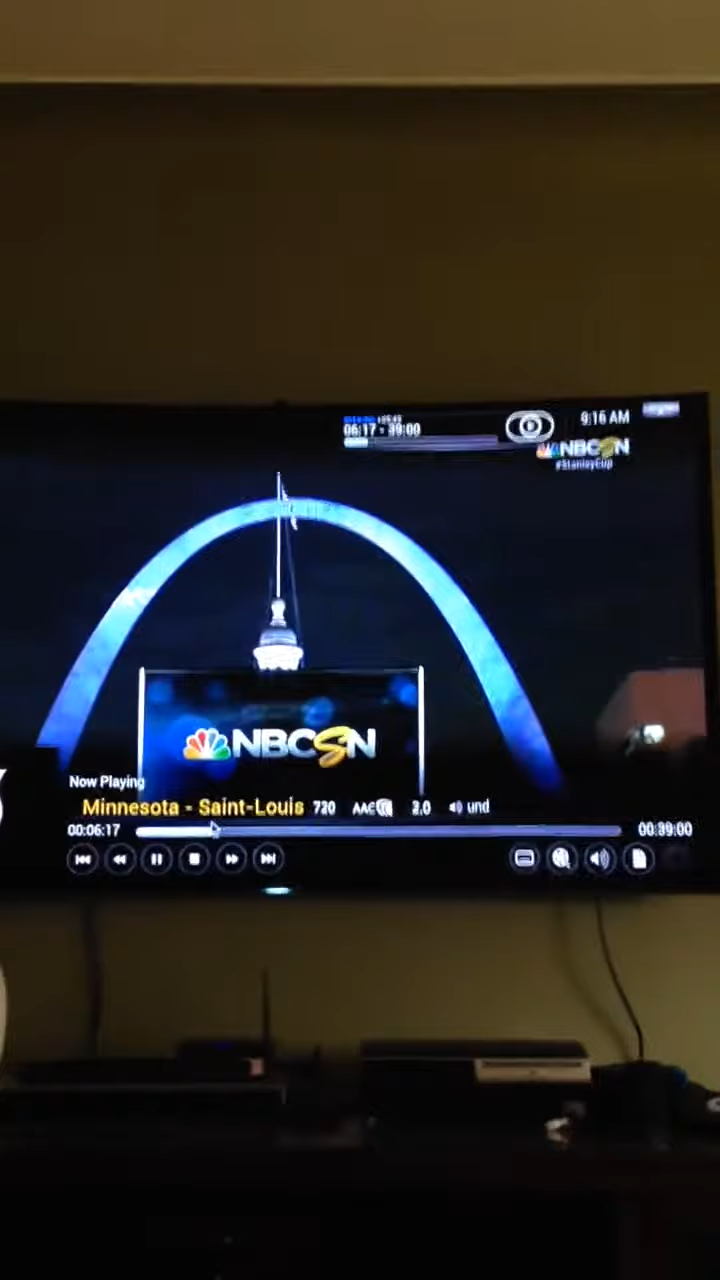 06:17 - 39:00
9:16 AM
NBCSN
#StanleyCup
NBCSN
Now Playing
Minnesota - Saint-Louis 720 AAC 2.0 und
00:06:17
00:39:00